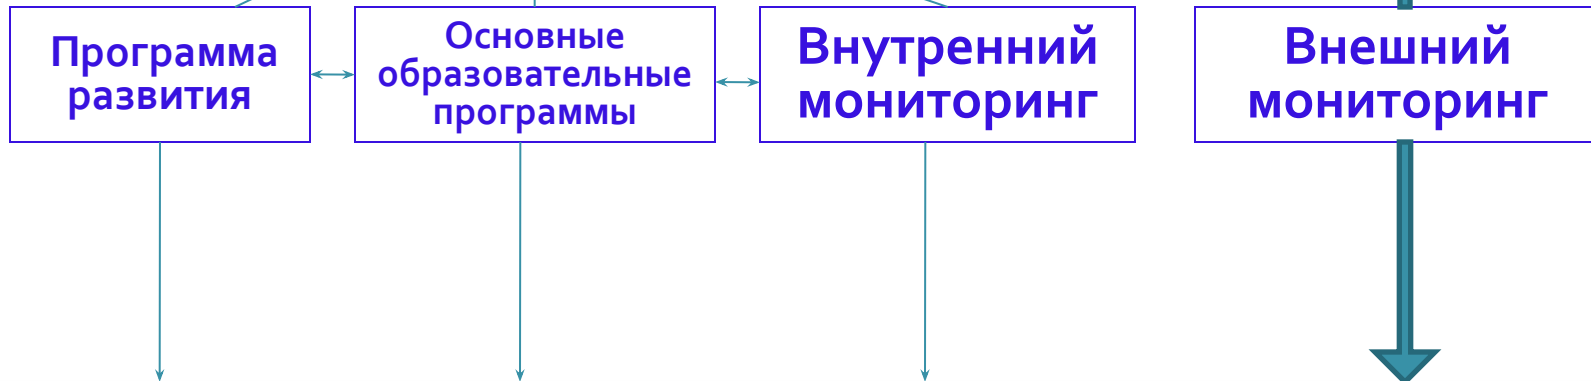 Программа
развития
Основные
образовательные
программы
Внутренний
мониторинг
Внешний
мониторинг